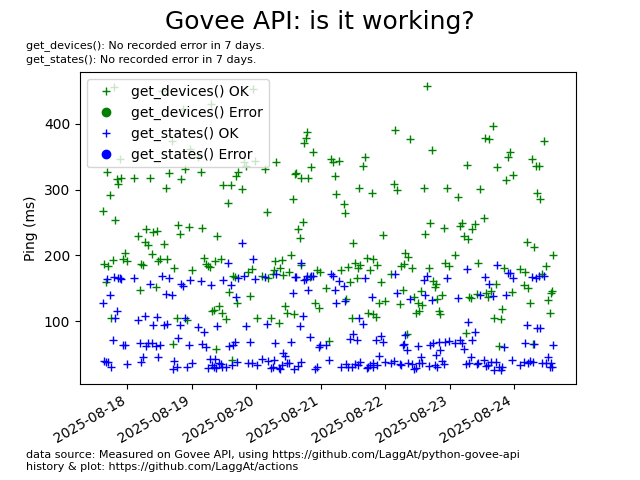 Govee API: is it working?
get_devices(): No recorded error in 7 days.
get_states(): No recorded error in 7 days.
get_devices() OK
get_devices() Error
get_states() OK
get_states() Error
Ping (ms)
400
300
200
100
2025-08-18
2025-08-19
2025-08-20
2025-08-21
2025-08-22
2025-08-23
2025-08-24
data source: Measured on Govee API, using https://github.com/LaggAt/python-govee-api
history & plot: https://github.com/LaggAt/actions